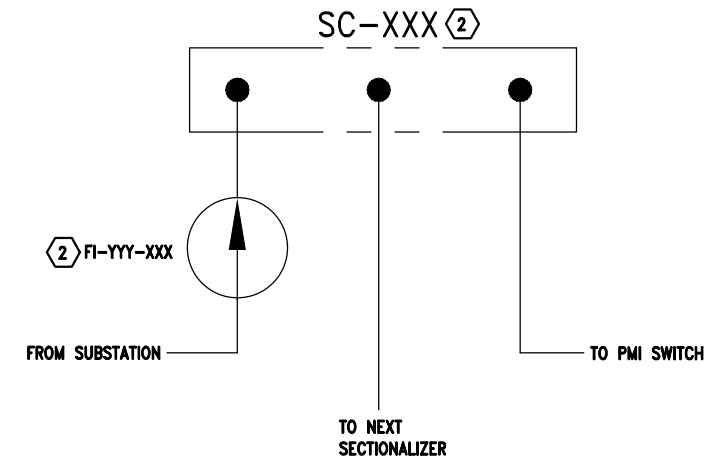 SC-XXX 2
2 FI-YYY-XXX
FROM SUBSTATION
TO PMI SWITCH
TO NEXT
SECTIONALIZER